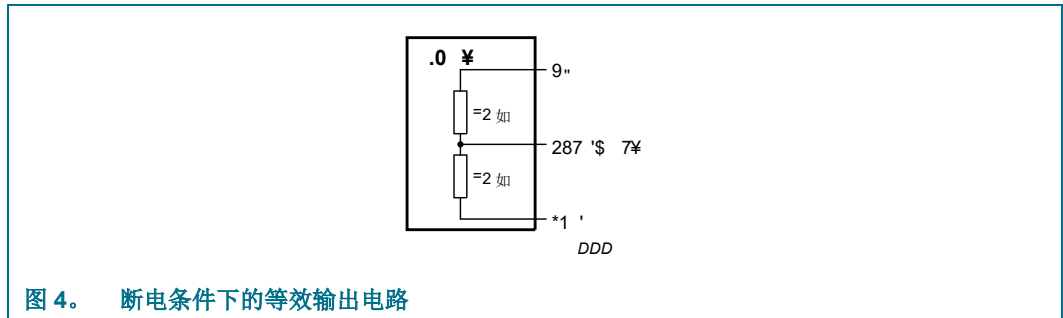 .0 ¥
9"
=2 如
287 '$ 7¥
=2 如
*1 '
DDD
图 4。 断电条件下的等效输出电路